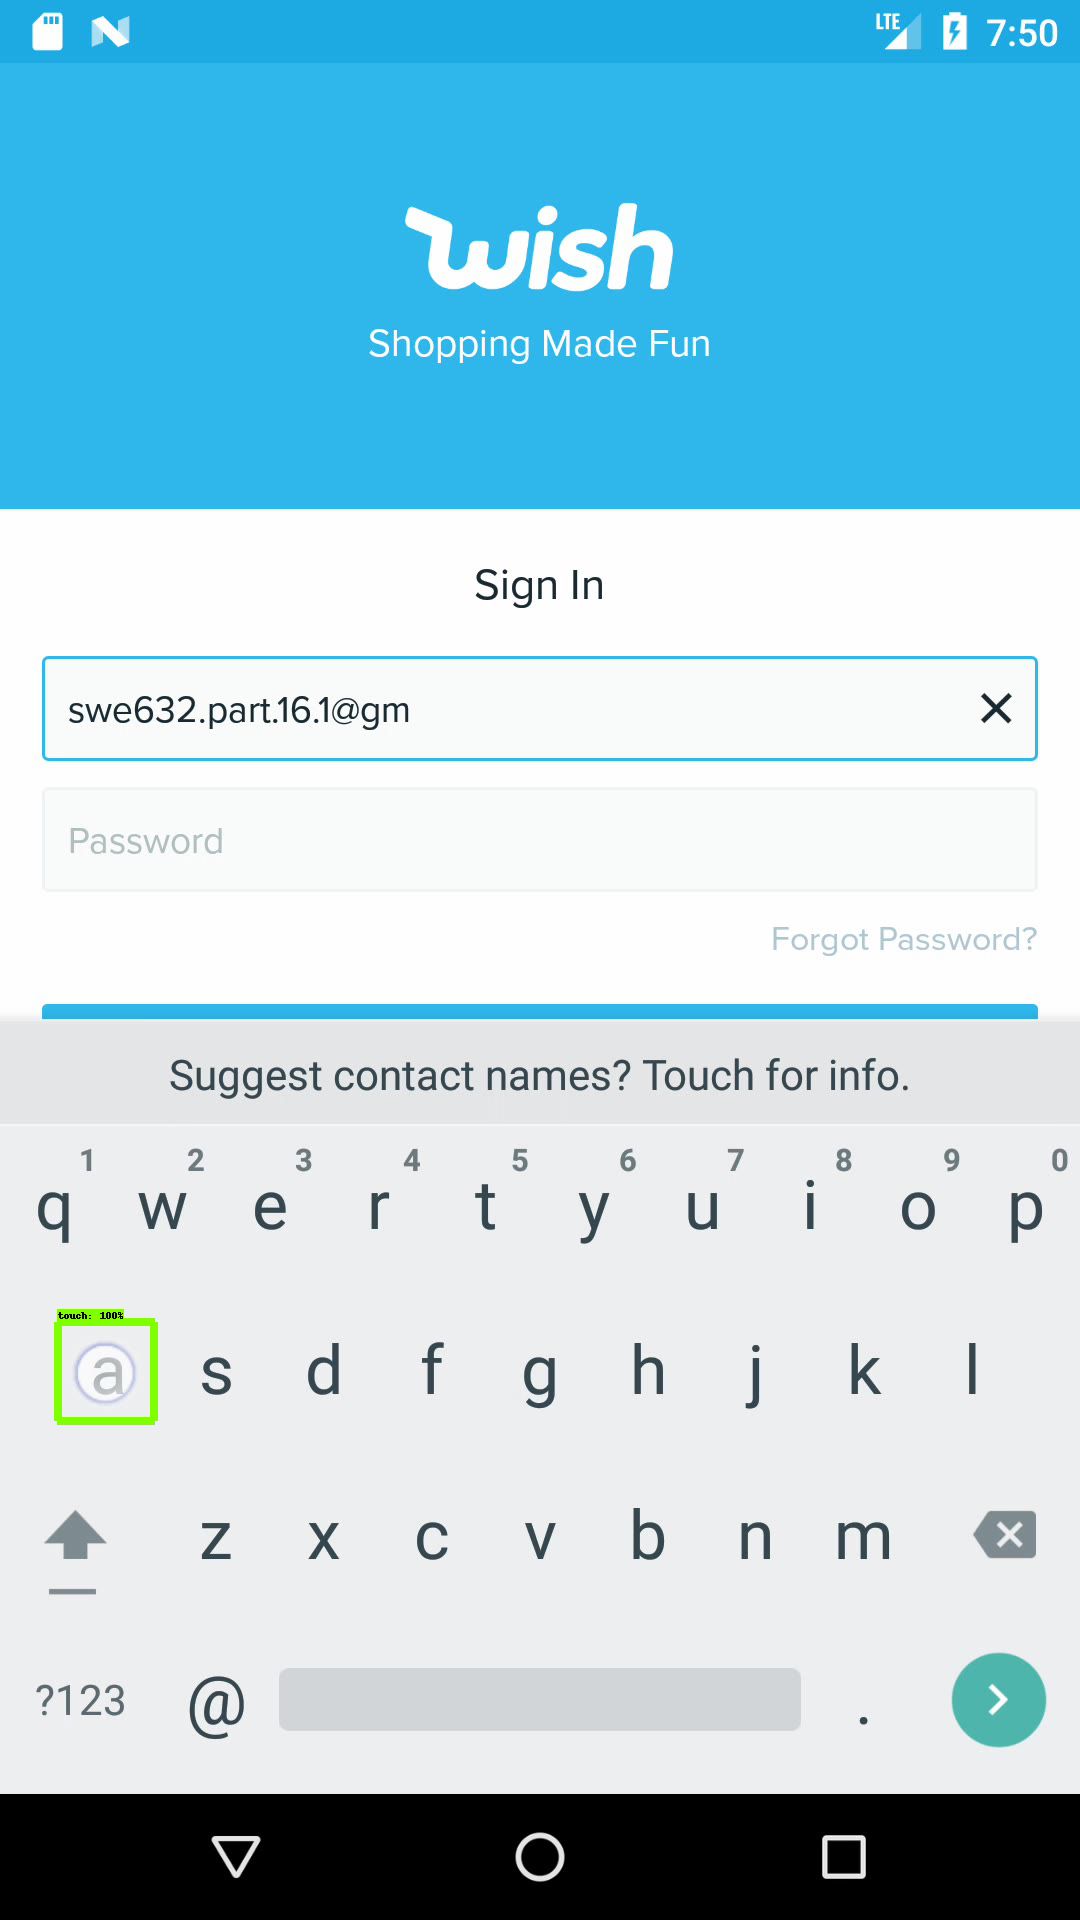 LTE 7:50
wish
Shopping Made Fun
Sign In
swe632.part.16.1@gm
Password
Forgot Password?
Suggest contact names? Touch for info.
1 2 3 4 5 6 7 8 9 0
q w e r t y u i o p
touch: 100%
a s d f g h j k l
z x c v b n m
?123 @ .